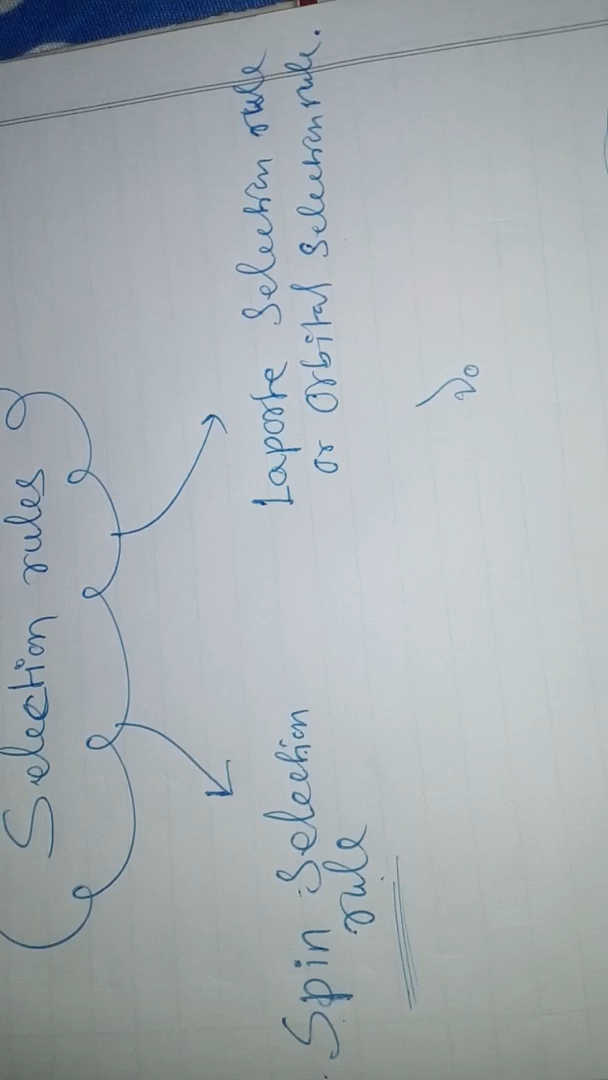 Selection rules
Spin Selection
rule
Laporte Selection rule
or Orbital Selection rule.